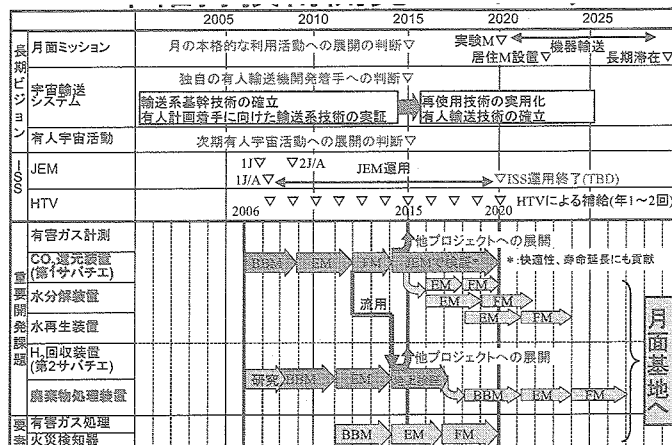 2005 2010 2015 2020 2025
長期ビジョン
月面ミッション
月の本格的な利用活動への展開の判断▽
実験M▽
機器輸送
居住M設置▽
長期滞在▽
宇宙輸送
システム
独自の有人輸送機開発着手への判断▽
輸送系基幹技術の確立
有人計画着手に向けた輸送系技術の実証
再使用技術の実用化
有人輸送技術の確立
有人宇宙活動
次期有人宇宙活動への展開の判断▽
ISS
JEM
1J▽
▽2J/A
1J/A▽
JEM運用
▽ISS運用終了(TBD)
HTV
▽ ▽ ▽ ▽ ▽ ▽ ▽ ▽ ▽ ▽ ▽
HTVによる補給(年1~2回)
2006 2010 2015 2020
重要開発課題
有害ガス計測
他プロジェクトへの展開
CO₂還元装置
(第1サバチエ)
BBM EM FM
*:快適性、寿命延長にも貢献
EM FM
水分解装置
EM FM
流用
水再生装置
EM FM
H₂回収装置
(第2サバチエ)
他プロジェクトへの展開
研究 BBM EM
廃棄物処理装置
BBM EM FM
月面基地へ
有害ガス処理
火災検知器
BBM EM FM